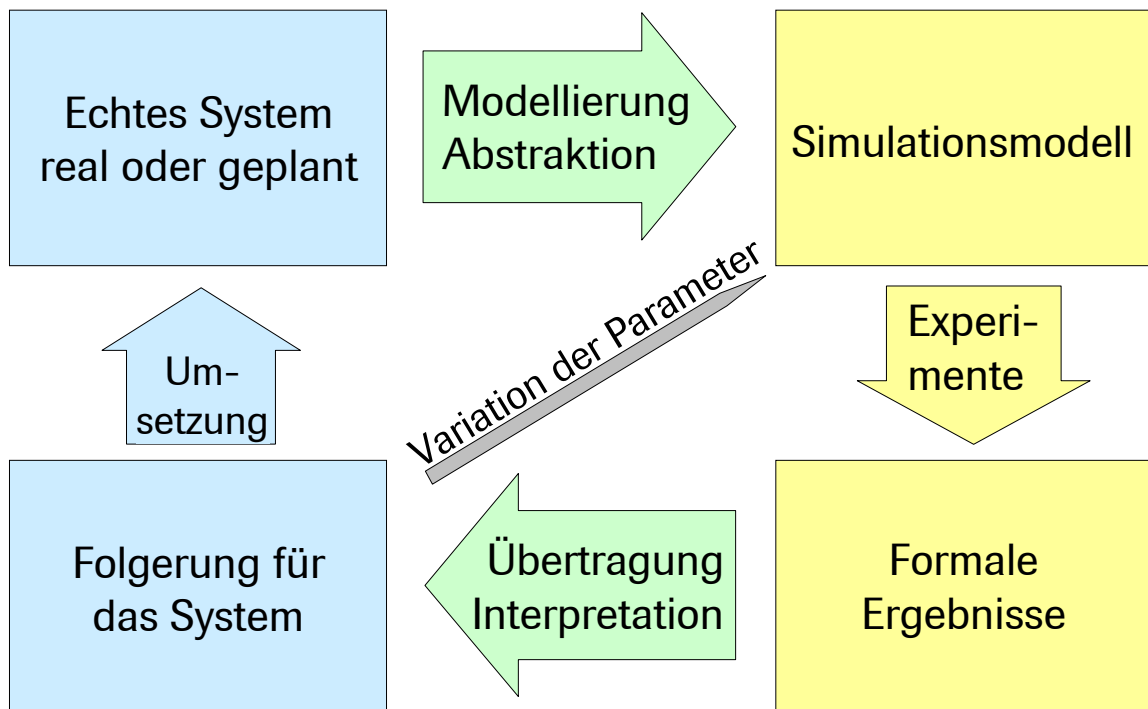 Echtes System
real oder geplant
Modellierung
Abstraktion
Simulationsmodell
Variation der Parameter
Experi-
mente
Um-
setzung
Folgerung für
das System
Übertragung
Interpretation
Formale
Ergebnisse